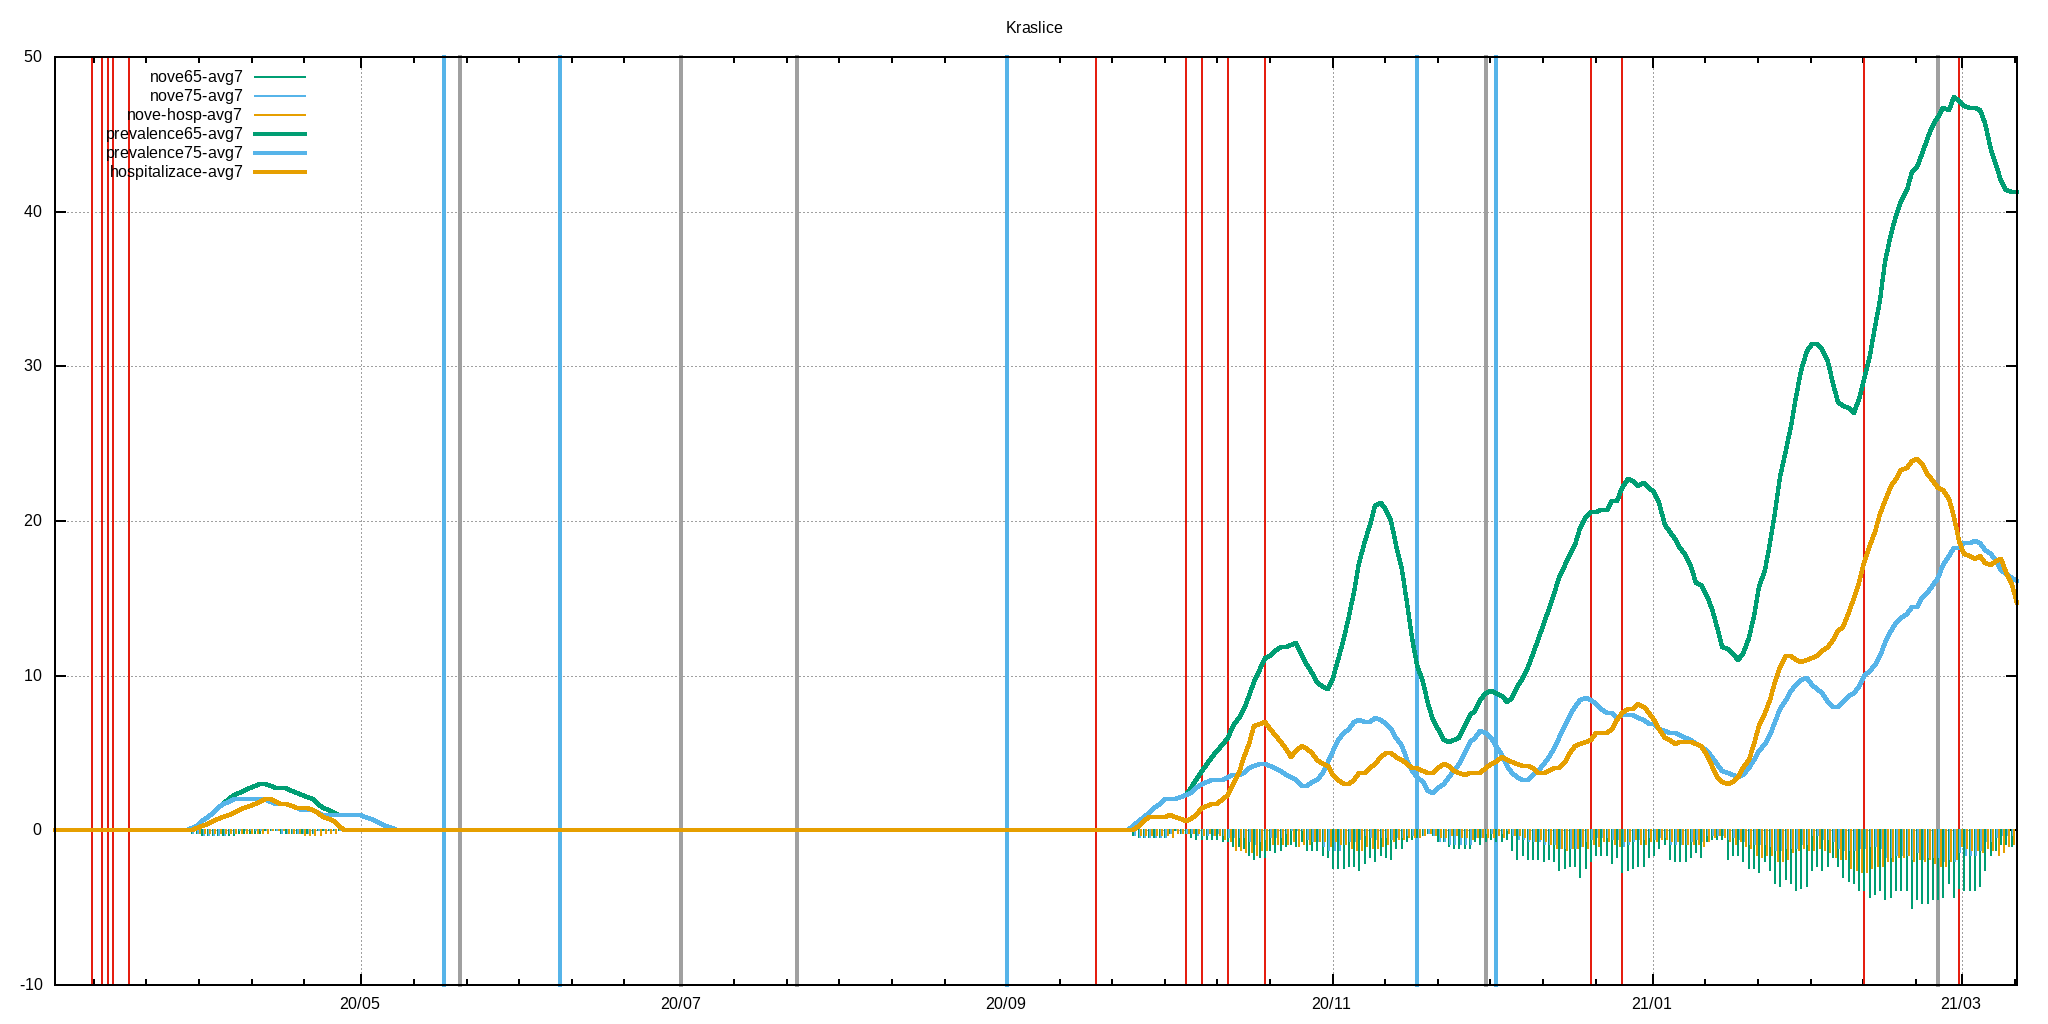 Kraslice
50
nove65-avg7
nove75-avg7
nove-hosp-avg7
prevalence65-avg7
prevalence75-avg7
hospitalizace-avg7
40
30
20
10
0
-10
20/05
20/07
20/09
20/11
21/01
21/03